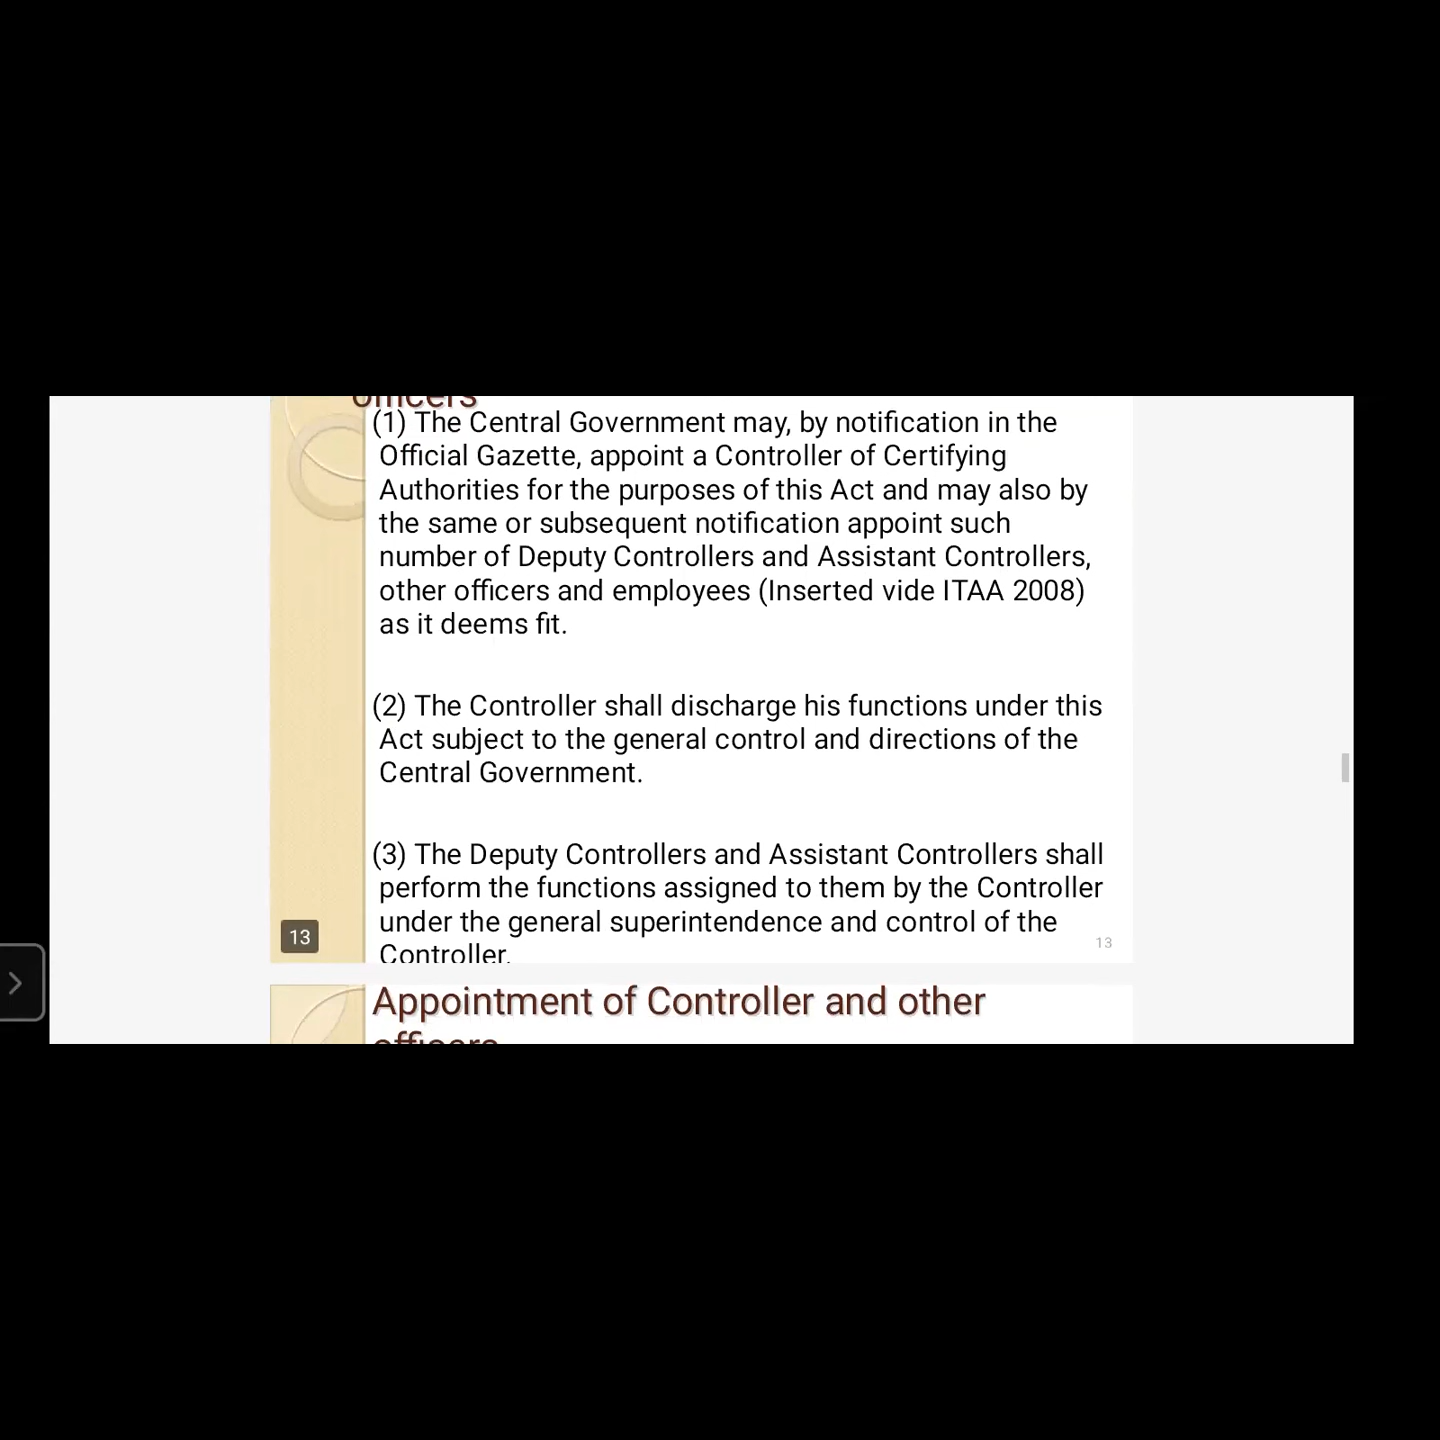 officers
(1) The Central Government may, by notification in the
Official Gazette, appoint a Controller of Certifying
Authorities for the purposes of this Act and may also by
the same or subsequent notification appoint such
number of Deputy Controllers and Assistant Controllers,
other officers and employees (Inserted vide ITAA 2008)
as it deems fit.
(2) The Controller shall discharge his functions under this
Act subject to the general control and directions of the
Central Government.
(3) The Deputy Controllers and Assistant Controllers shall
perform the functions assigned to them by the Controller
under the general superintendence and control of the
Controller.
13
13
Appointment of Controller and other
officers